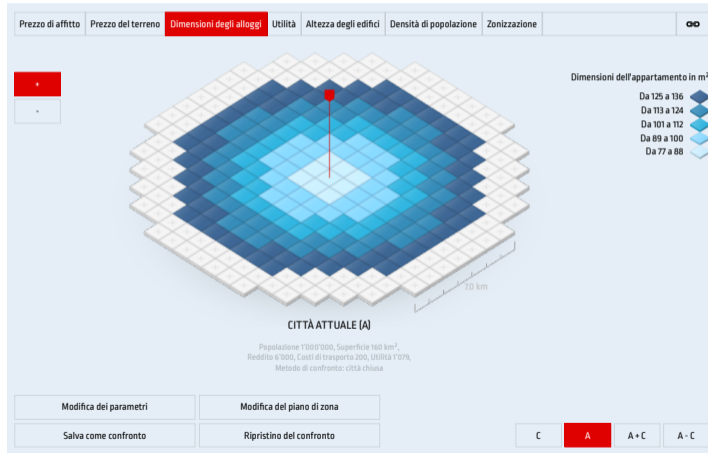 Prezzo di affitto
Prezzo del terreno
Dimensioni degli alloggi
Utilità
Altezza degli edifici
Densità di popolazione
Zonizzazione
+
-
Dimensioni dell'appartamento in m²
Da 125 a 136
Da 113 a 124
Da 101 a 112
Da 89 a 100
Da 77 a 88
20 km
CITTÀ ATTUALE (A)
Popolazione 1'000'000, Superficie 160 km²,
Reddito 6'000, Costi di trasporto 200, Utilità 1'079,
Metodo di confronto: città chiusa
Modifica dei parametri
Modifica del piano di zona
Salva come confronto
Ripristino del confronto
C
A
A + C
A - C